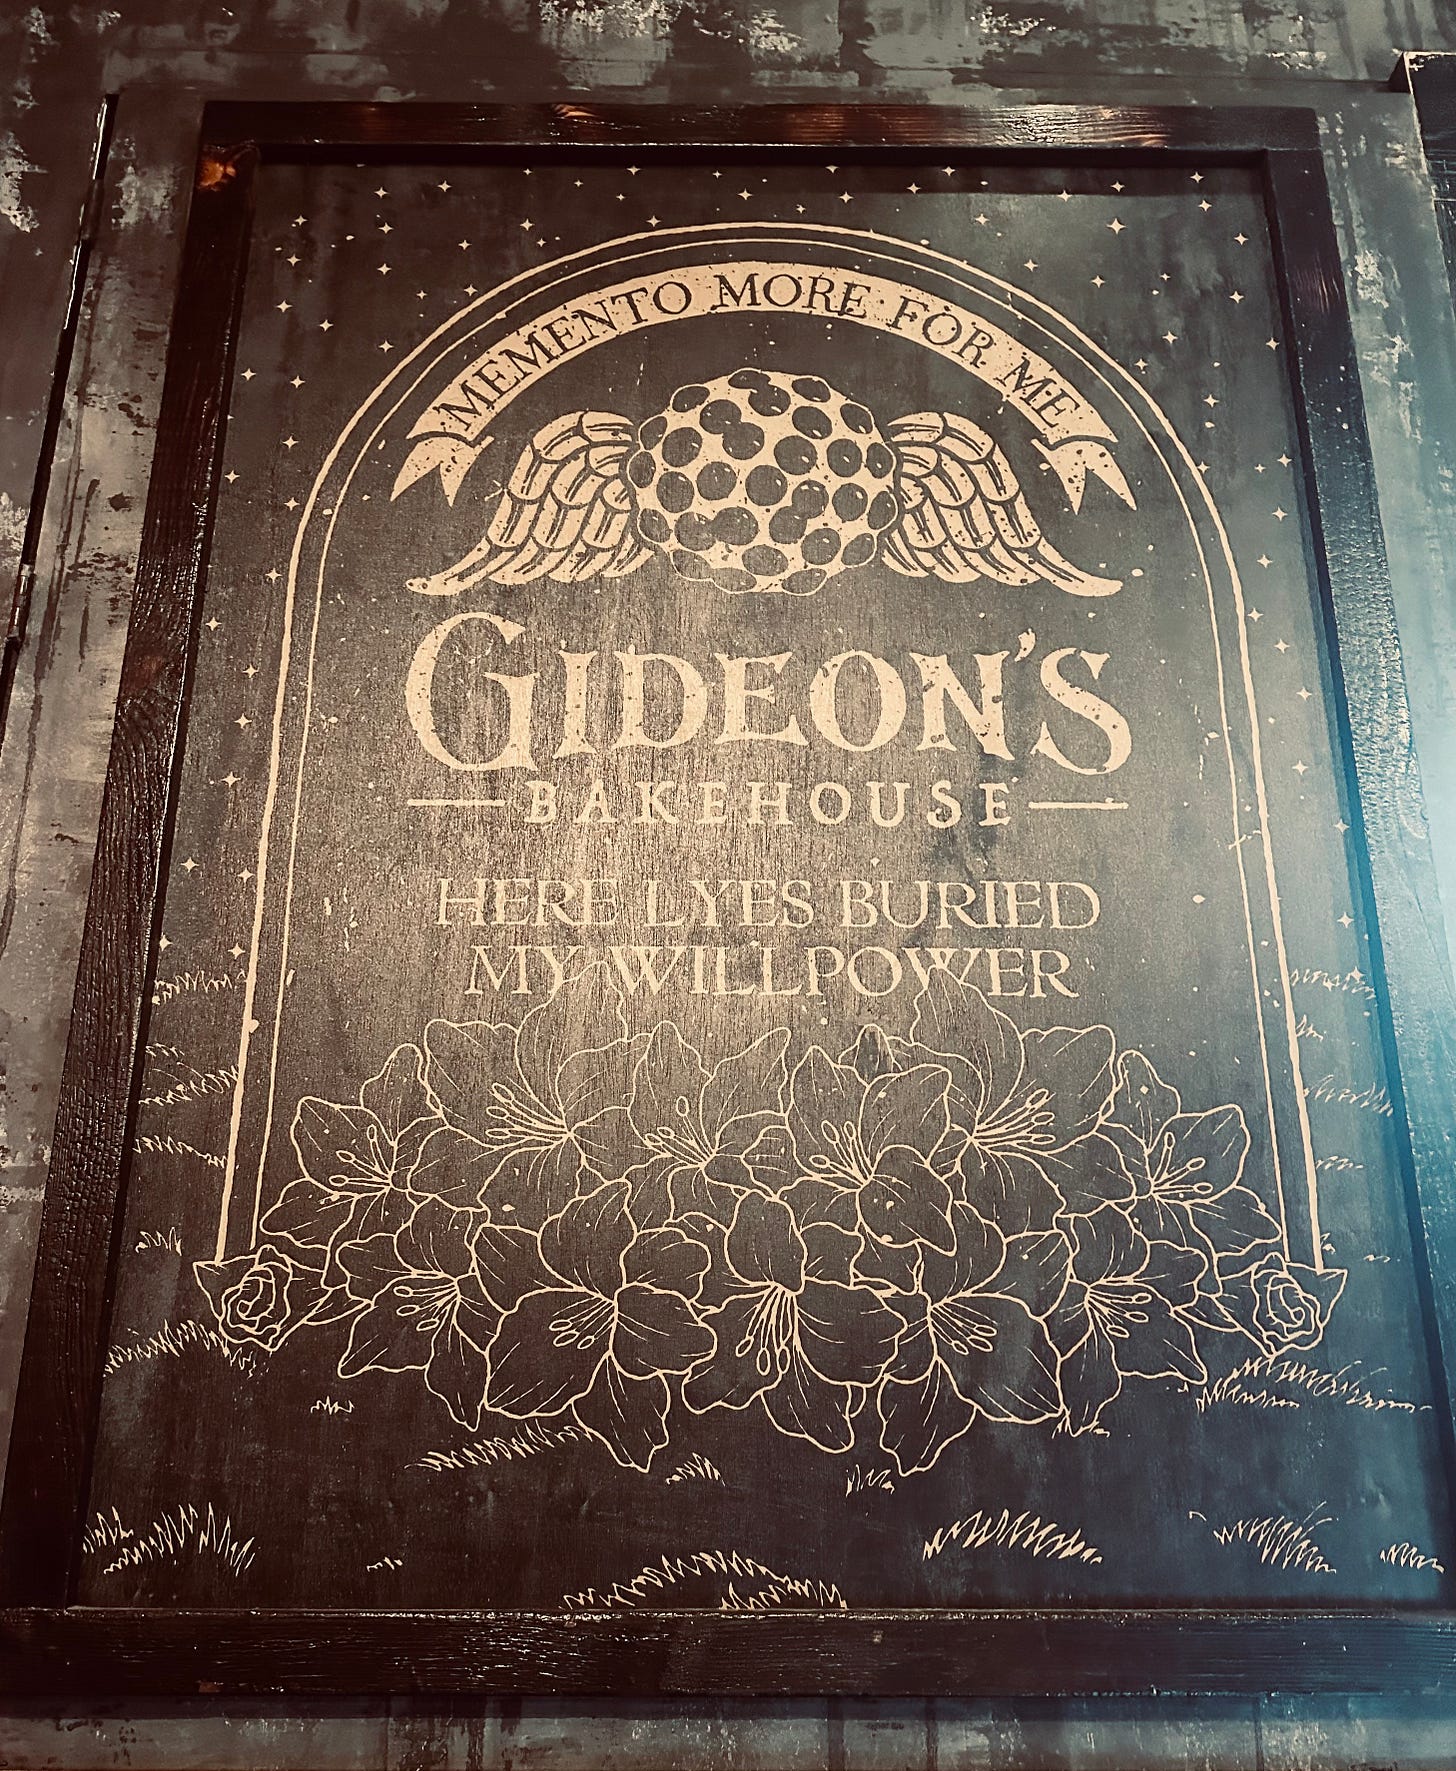 MEMENTO MORE FOR ME
GIDEON'S
BAKEHOUSE
HERE LYES BURIED
MY WILLPOWER